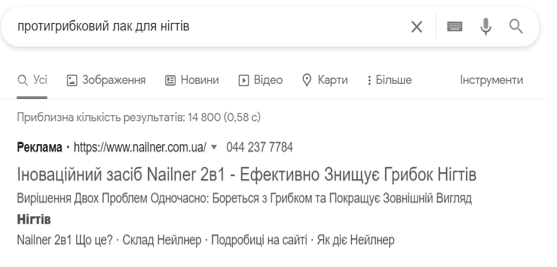 протигрибковий лак для нігтів
Усі Зображення Новини Відео Карти Більше Інструменти
Приблизна кількість результатів: 14 800 (0,58 с)
Реклама · https://www.nailner.com.ua/ 044 237 7784
Іноваційний засіб Nailner 2в1 - Ефективно Знищує Грибок Нігтів
Вирішення Двох Проблем Одночасно: Бореться з Грибком та Покращує Зовнішній Вигляд
Нігтів
Nailner 2в1 Що це? · Склад Нейлнер · Подробиці на сайті · Як діє Нейлнер